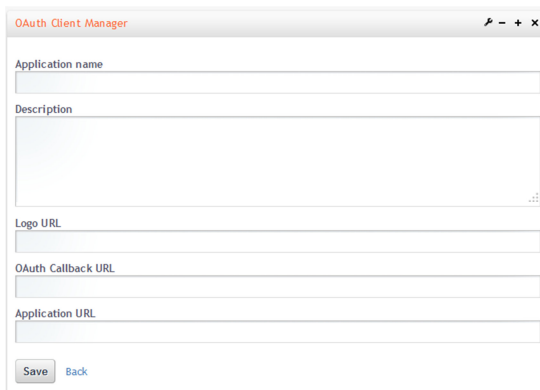 OAuth Client Manager
Application name
Description
Logo URL
OAuth Callback URL
Application URL
Save Back